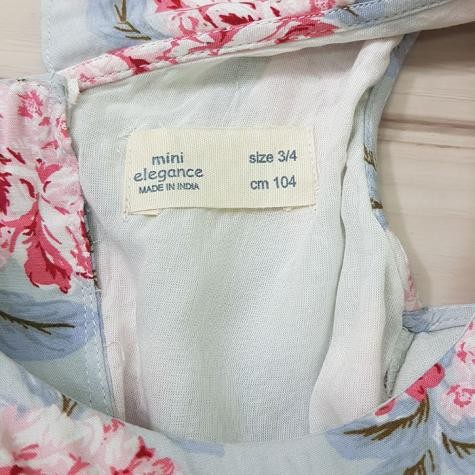 mini
elegance
MADE IN INDIA
size 3/4
cm 104